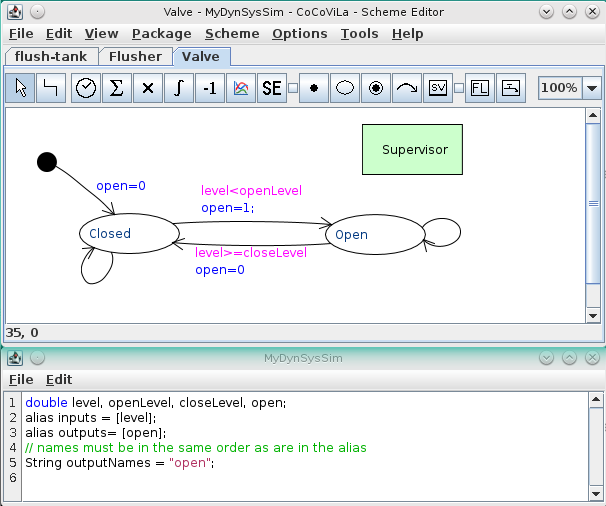 Valve - MyDynSysSim - CoCoViLa - Scheme Editor
File Edit View Package Scheme Options Tools Help
flush-tank Flusher Valve
Σ × ∫ -1 SE SV FL 100%
Supervisor
open=0
level<openLevel
open=1;
Closed
Open
level>=closeLevel
open=0
35, 0
MyDynSysSim
File Edit
1 double level, openLevel, closeLevel, open;
2 alias inputs = [level];
3 alias outputs= [open];
4 // names must be in the same order as are in the alias
5 String outputNames = "open";
6